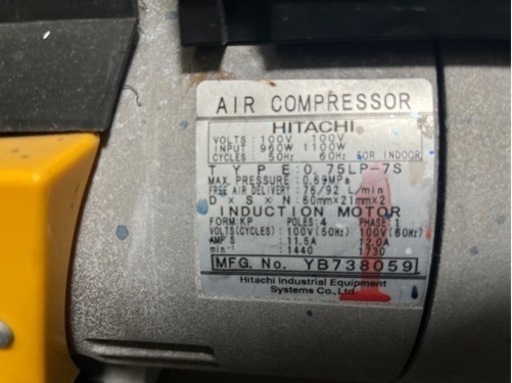 AIR COMPRESSOR
HITACHI
VOLTS : 100V 100V
INPUT : 960W 1100W
CYCLES : 50Hz 60Hz FOR INDOOR
TYPE : 0.75LP-7S
MAX. PRESSURE : 0.69MPa
FREE AIR DELIVERY : 76/92 L/min
D × S × N : 60mm×21mm×2
INDUCTION MOTOR
FORM:KP POLES:4 PHASE:1
VOLTS(CYCLES) : 100V(50Hz) 100V(60Hz)
AMP S : 11.5A 12.0A
min⁻¹ : 1440 1730
MFG. No. YB738059
Hitachi Industrial Equipment
Systems Co.,Ltd.